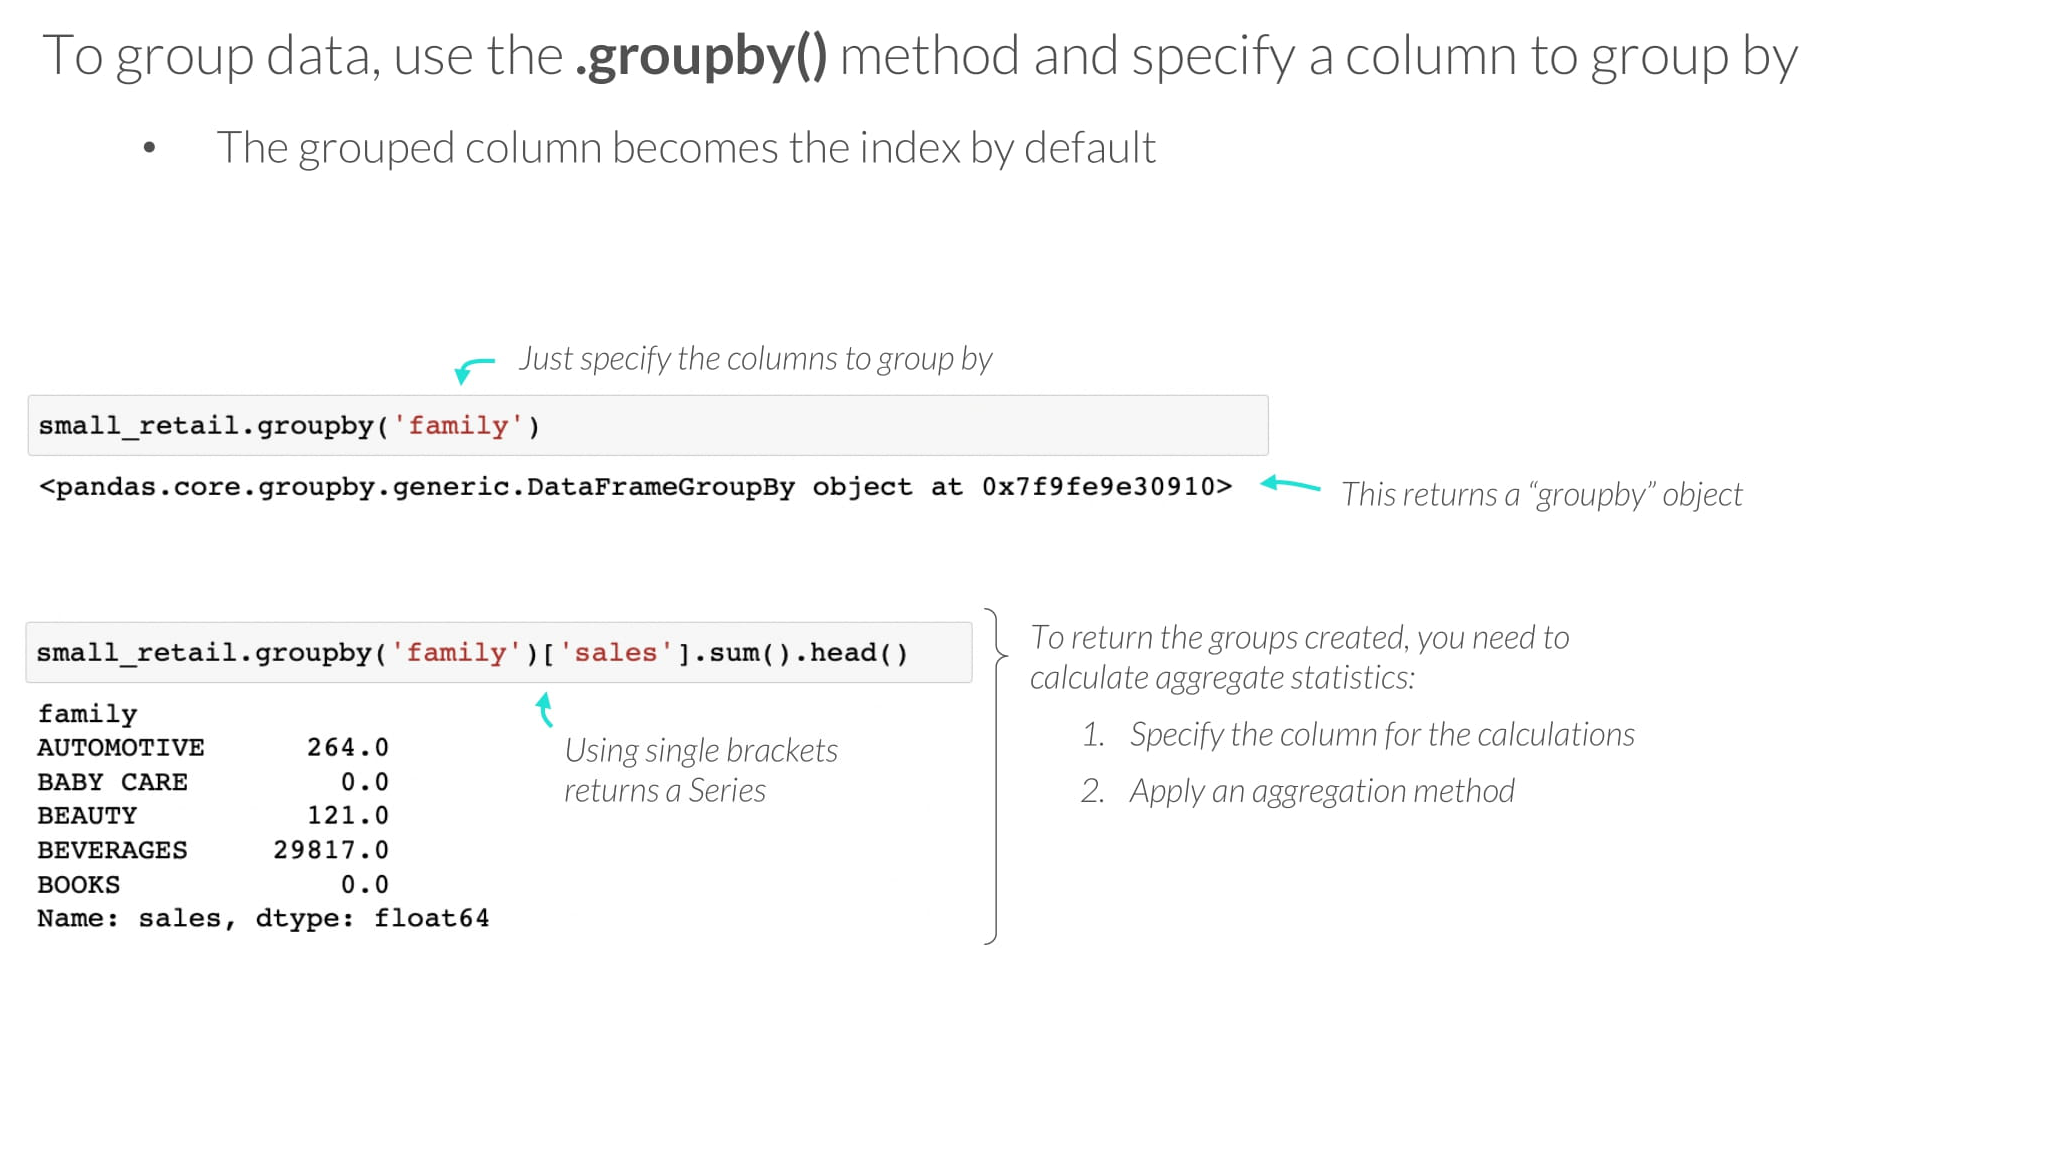 To group data, use the .groupby() method and specify a column to group by
• The grouped column becomes the index by default
Just specify the columns to group by
small_retail.groupby('family')
<pandas.core.groupby.generic.DataFrameGroupBy object at 0x7f9fe9e30910>
This returns a “groupby” object
small_retail.groupby('family')['sales'].sum().head()
family
AUTOMOTIVE 264.0
BABY CARE 0.0
BEAUTY 121.0
BEVERAGES 29817.0
BOOKS 0.0
Name: sales, dtype: float64
Using single brackets
returns a Series
To return the groups created, you need to
calculate aggregate statistics:
1. Specify the column for the calculations
2. Apply an aggregation method